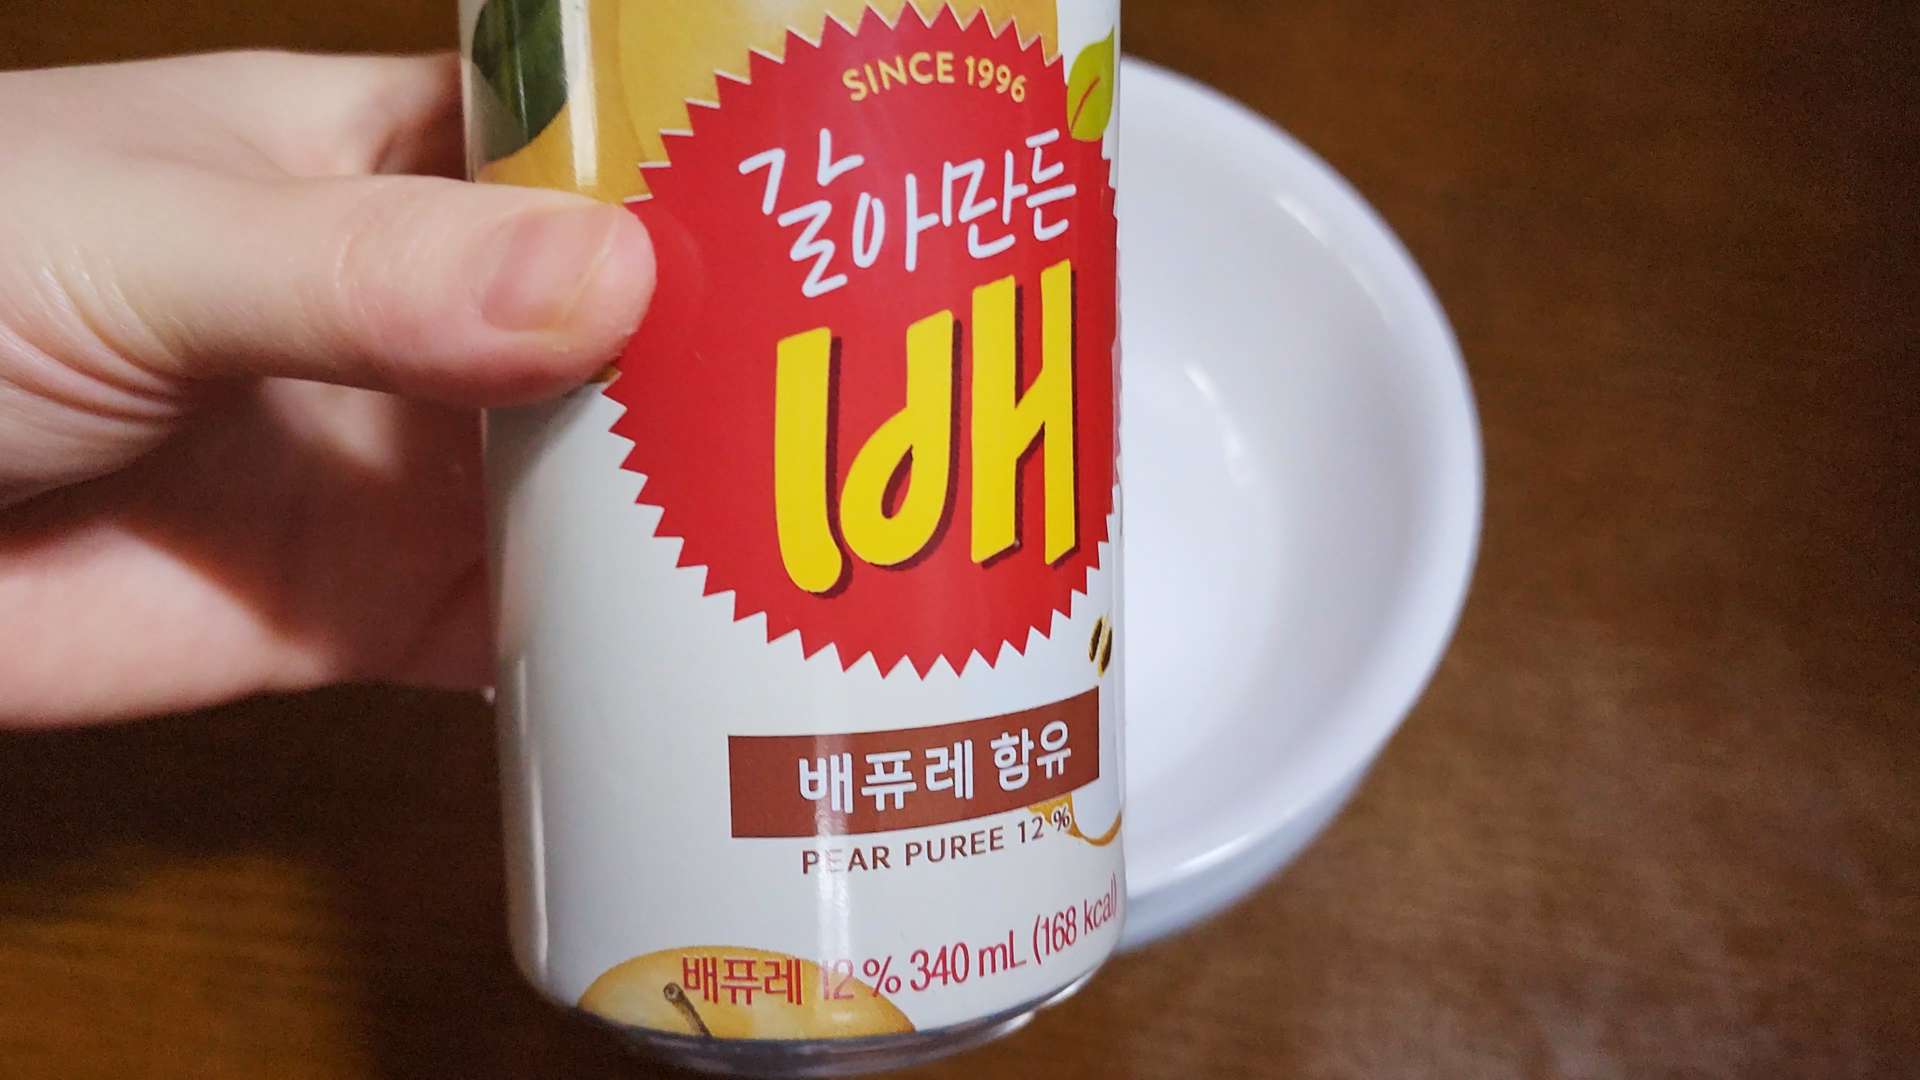 SINCE 1996
갈아만든
배
배퓨레 함유
PEAR PUREE 12 %
배퓨레 12 % 340 mL (168 kcal)